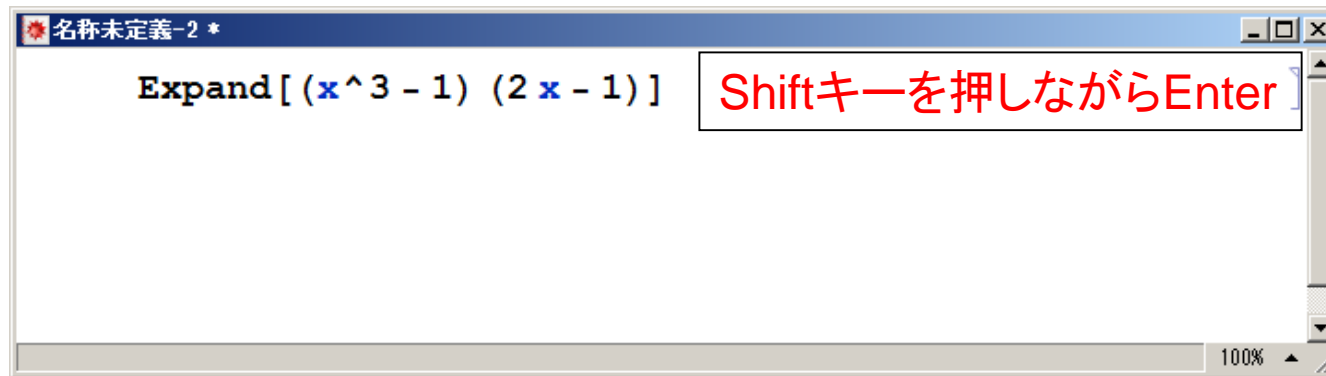 名称未定義-2 *
Expand[(x^3 - 1) (2 x - 1)]
Shiftキーを押しながらEnter
100%